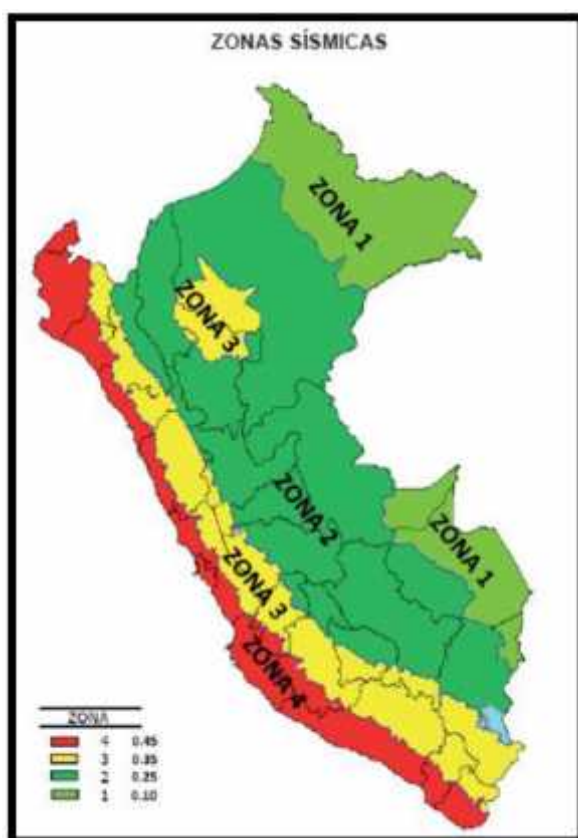 ZONAS SÍSMICAS
ZONA 1
ZONA 3
ZONA 2
ZONA 1
ZONA 3
ZONA 4
ZONA
4 0.45
3 0.35
2 0.25
1 0.10